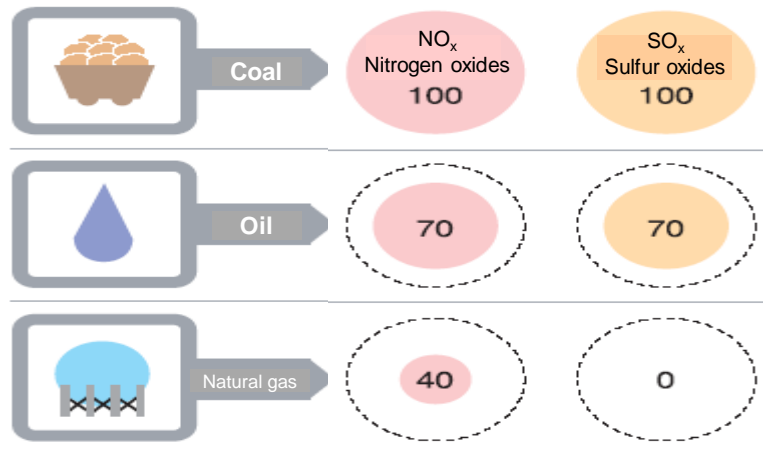 Coal
NOx
Nitrogen oxides
100
SOx
Sulfur oxides
100
Oil
70
70
Natural gas
40
0